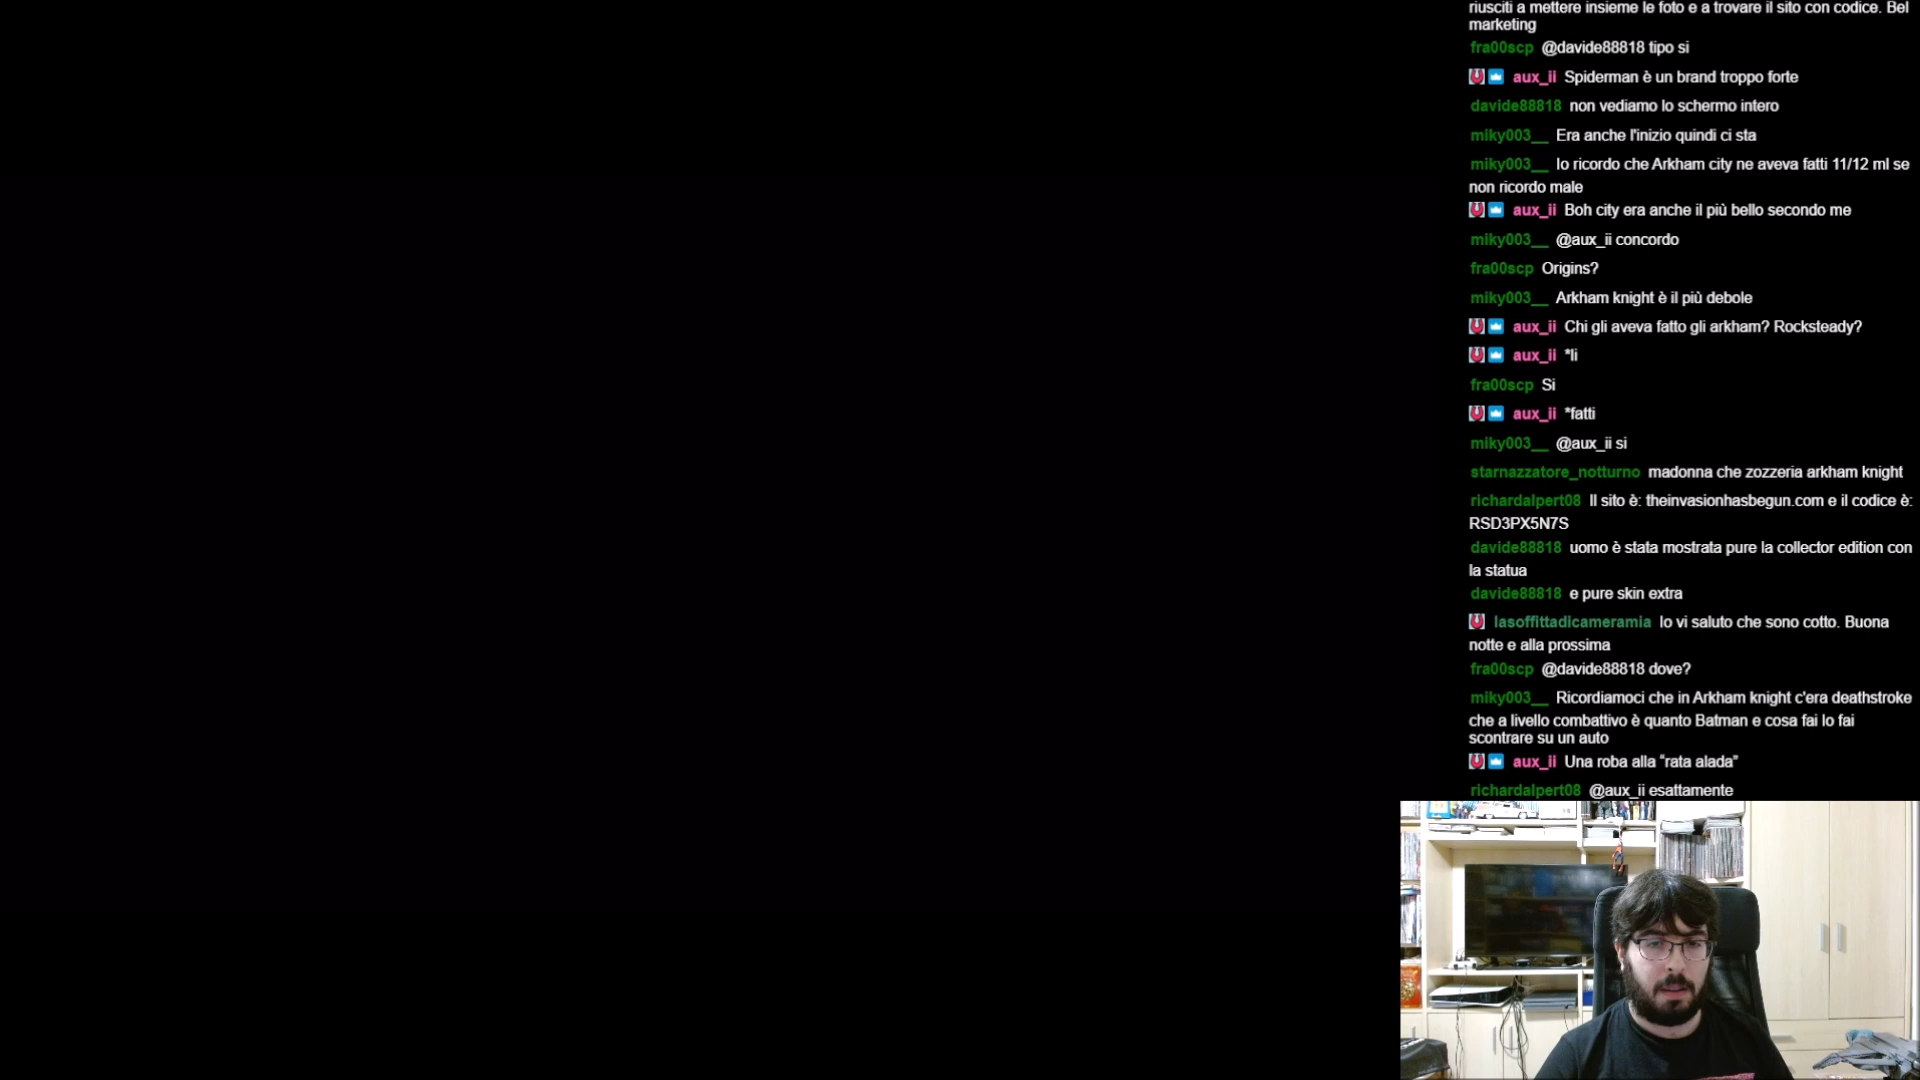 riusciti a mettere insieme le foto e a trovare il sito con codice. Bel
marketing
fra00scp @davide88818 tipo si
aux_ii Spiderman è un brand troppo forte
davide88818 non vediamo lo schermo intero
miky003__ Era anche l'inizio quindi ci sta
miky003__ Io ricordo che Arkham city ne aveva fatti 11/12 ml se
non ricordo male
aux_ii Boh city era anche il più bello secondo me
miky003__ @aux_ii concordo
fra00scp Origins?
miky003__ Arkham knight è il più debole
aux_ii Chi gli aveva fatto gli arkham? Rocksteady?
aux_ii *li
fra00scp Si
aux_ii *fatti
miky003__ @aux_ii si
starnazzatore_notturno madonna che zozzeria arkham knight
richardalpert08 Il sito è: theinvasionhasbegun.com e il codice è:
RSD3PX5N7S
davide88818 uomo è stata mostrata pure la collector edition con
la statua
davide88818 e pure skin extra
lasoffittadicameramia Io vi saluto che sono cotto. Buona
notte e alla prossima
fra00scp @davide88818 dove?
miky003__ Ricordiamoci che in Arkham knight c'era deathstroke
che a livello combattivo è quanto Batman e cosa fai lo fai
scontrare su un auto
aux_ii Una roba alla “rata alada”
richardalpert08 @aux_ii esattamente